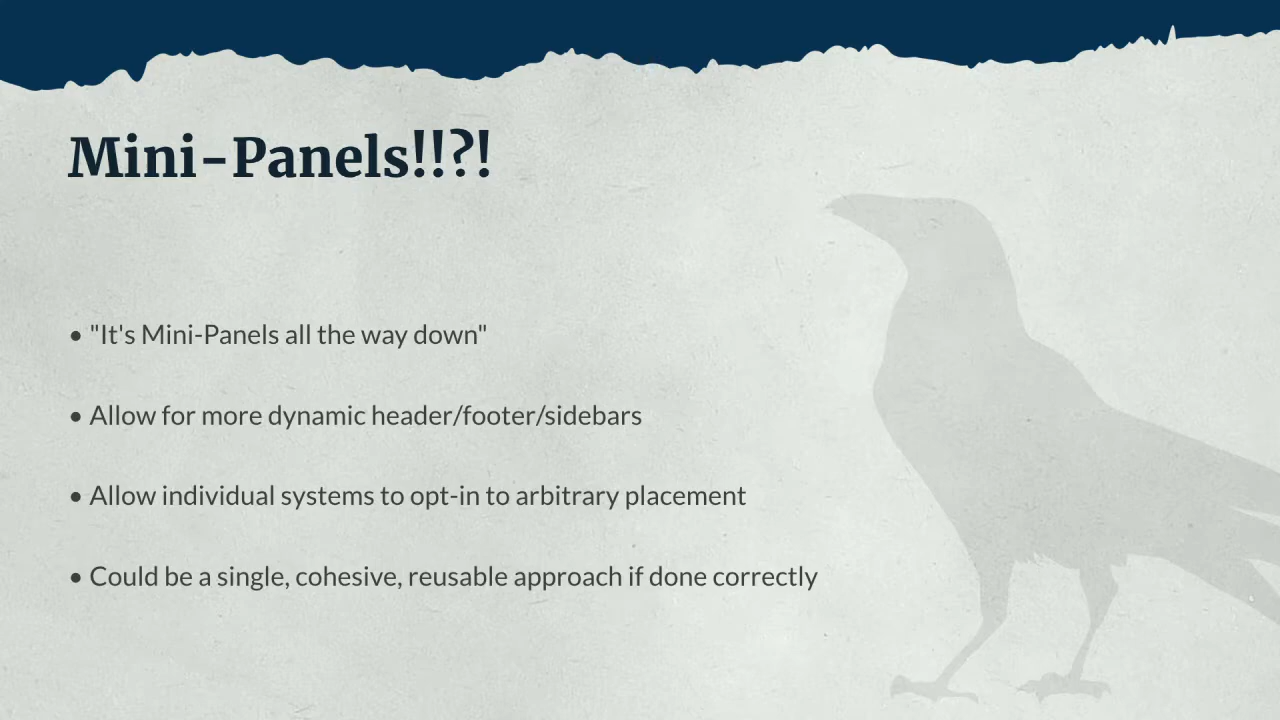 Mini-Panels!!?!
• "It's Mini-Panels all the way down"
• Allow for more dynamic header/footer/sidebars
• Allow individual systems to opt-in to arbitrary placement
• Could be a single, cohesive, reusable approach if done correctly